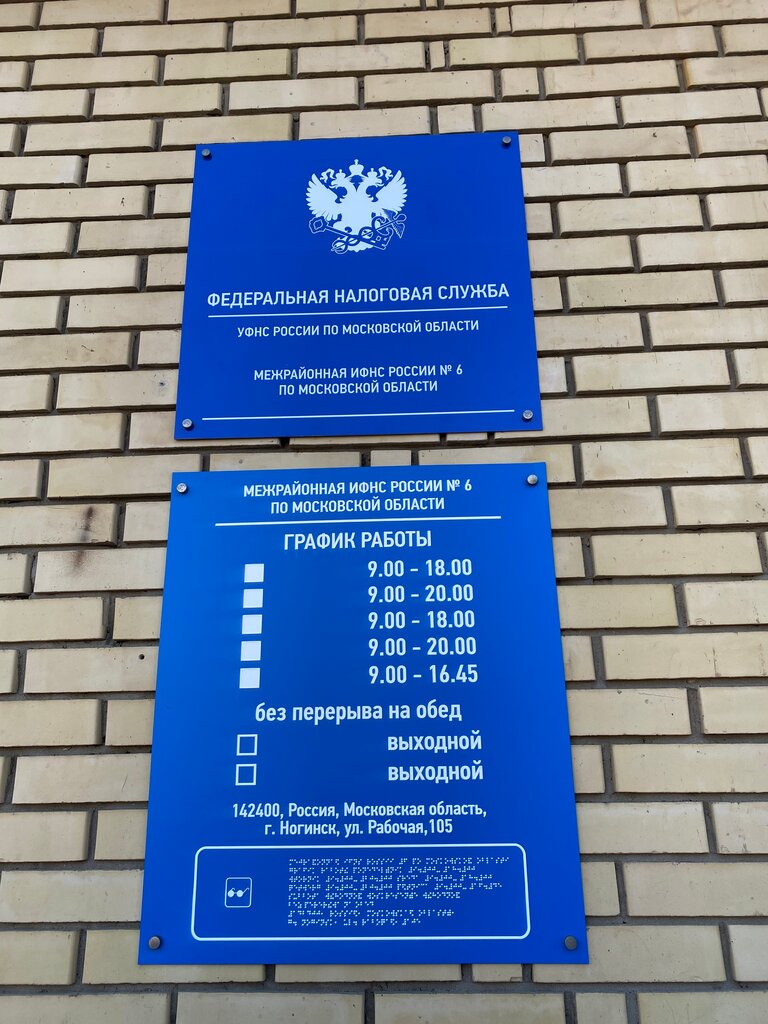 ФЕДЕРАЛЬНАЯ НАЛОГОВАЯ СЛУЖБА
УФНС РОССИИ ПО МОСКОВСКОЙ ОБЛАСТИ
МЕЖРАЙОННАЯ ИФНС РОССИИ № 6
ПО МОСКОВСКОЙ ОБЛАСТИ
МЕЖРАЙОННАЯ ИФНС РОССИИ № 6
ПО МОСКОВСКОЙ ОБЛАСТИ
ГРАФИК РАБОТЫ
9.00 - 18.00
9.00 - 20.00
9.00 - 18.00
9.00 - 20.00
9.00 - 16.45
без перерыва на обед
выходной
выходной
142400, Россия, Московская область,
г. Ногинск, ул. Рабочая,105